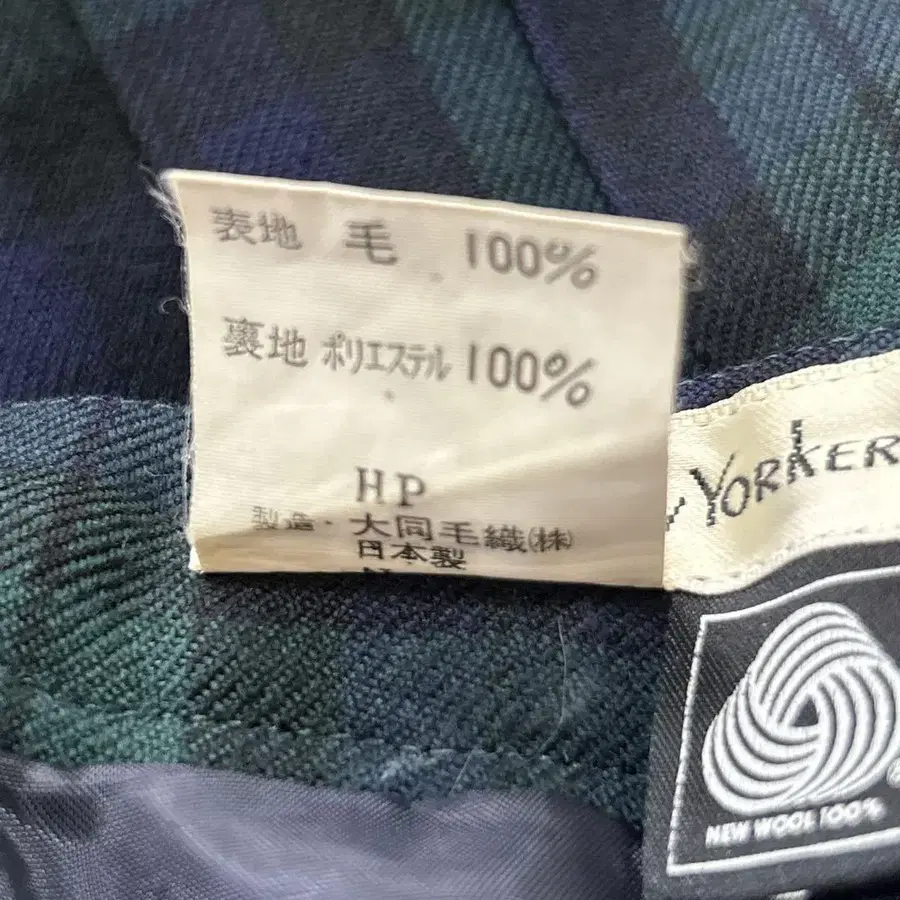 表地 毛 100%
裏地 ポリエステル 100%
HP
製造・大同毛織(株)
日本製
YORKER
NEW WOOL 100%